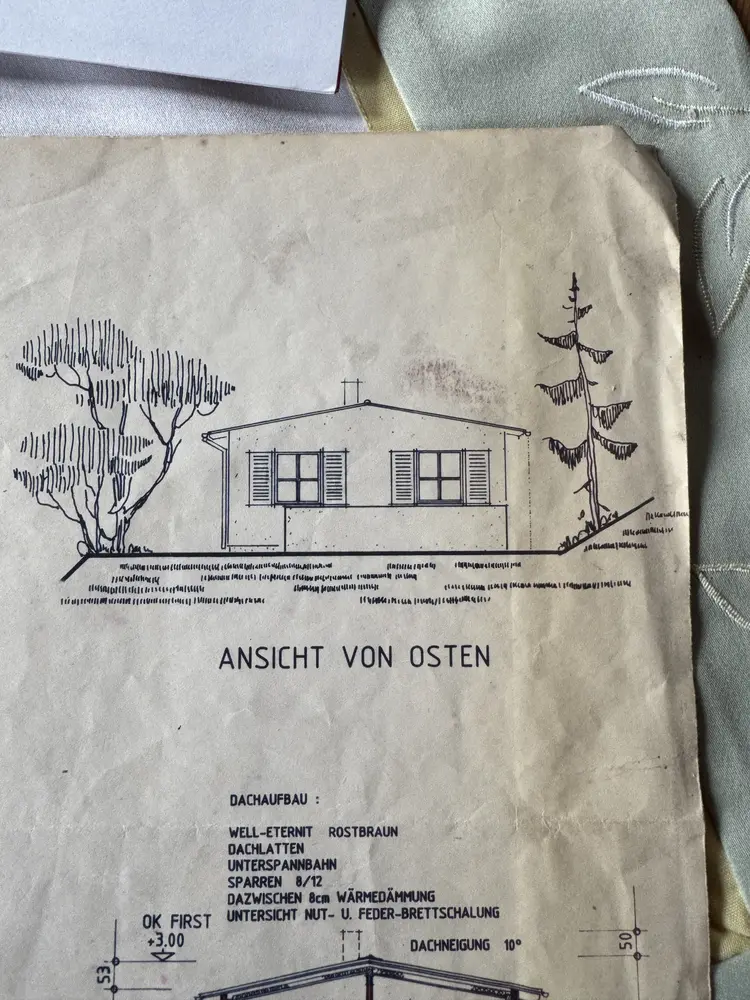 ANSICHT VON OSTEN
DACHAUFBAU :
WELL-ETERNIT ROSTBRAUN
DACHLATTEN
UNTERSPANNBAHN
SPARREN 8/12
DAZWISCHEN 8cm WÄRMEDÄMMUNG
UNTERSICHT NUT- U. FEDER-BRETTSCHALUNG
OK FIRST
+3.00
DACHNEIGUNG 10°
53
50